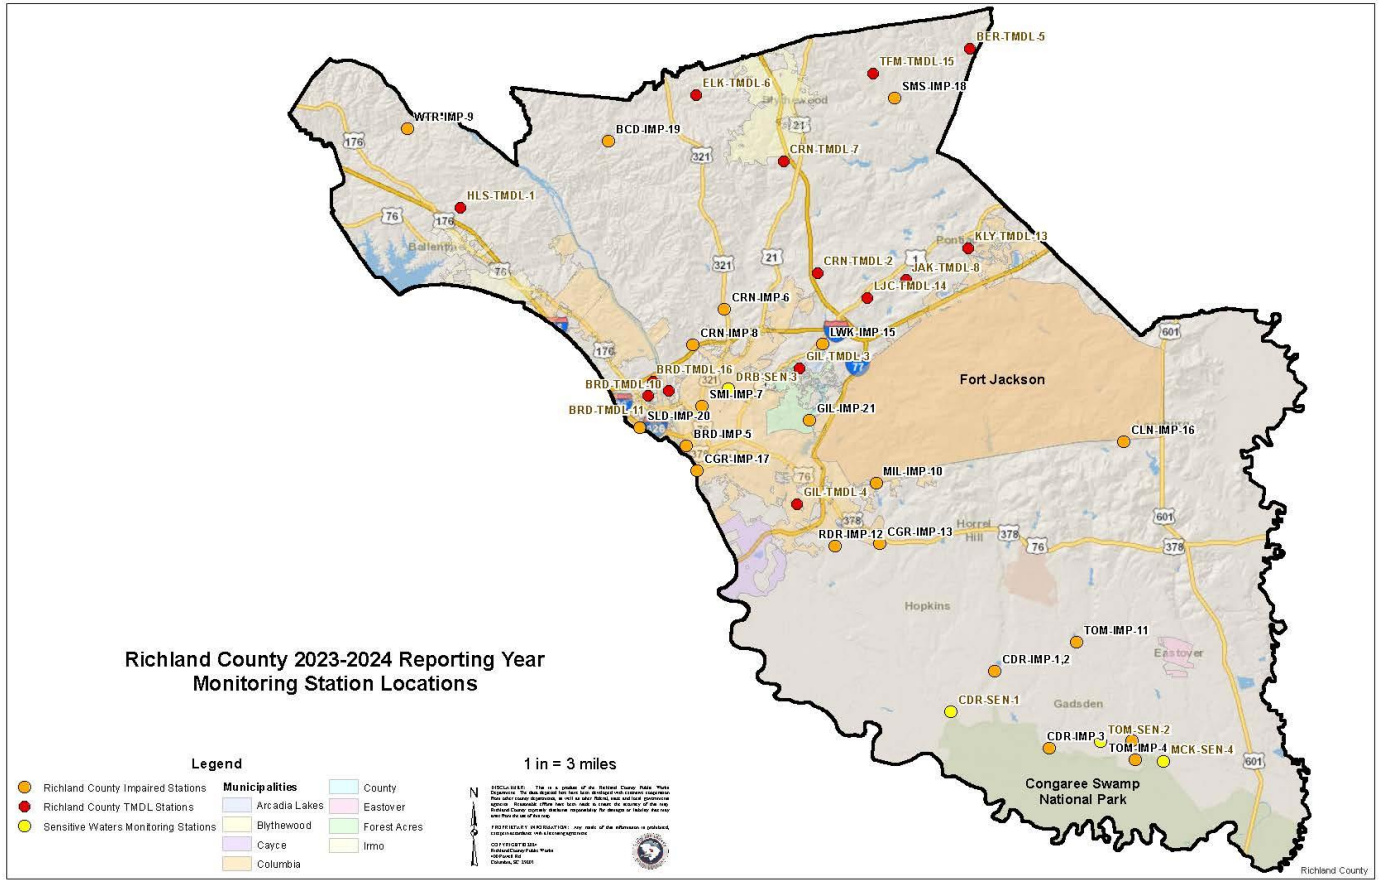 BER-TMDL-5
TFM-TMDL-15
ELK-TMDL-6
SMS-IMP-18
Blythewood
WTR-IMP-9
21
BCD-IMP-19
176
CRN-TMDL-7
321
HLS-TMDL-1
76
176
KLY-TMDL-13
Ballentine
321
21
1
CRN-TMDL-2
JAK-TMDL-8
76
LJC-TMDL-14
CRN-IMP-6
601
CRN-IMP-8
LWK-IMP-15
176
GIL-TMDL-3
77
BRD-TMDL-16
DRB-SEN-3
321
Fort Jackson
BRD-TMDL-10
SMI-IMP-7
BRD-TMDL-11
SLD-IMP-20
GIL-IMP-21
126
BRD-IMP-5
CLN-IMP-16
CGR-IMP-17
76
MIL-IMP-10
GIL-TMDL-4
378
601
RDR-IMP-12
CGR-IMP-13
Horrel
Hill
378
76
378
Hopkins
TOM-IMP-11
Eastover
CDR-IMP-1,2
CDR-SEN-1
Gadsden
TOM-SEN-2
CDR-IMP-3
TOM-IMP-4
MCK-SEN-4
601
Congaree Swamp
National Park
Richland County 2023-2024 Reporting Year
Monitoring Station Locations
Legend
Richland County Impaired Stations
Richland County TMDL Stations
Sensitive Waters Monitoring Stations
Municipalities
Arcadia Lakes
Blythewood
Cayce
Columbia
County
Eastover
Forest Acres
Irmo
1 in = 3 miles
N
Richland County